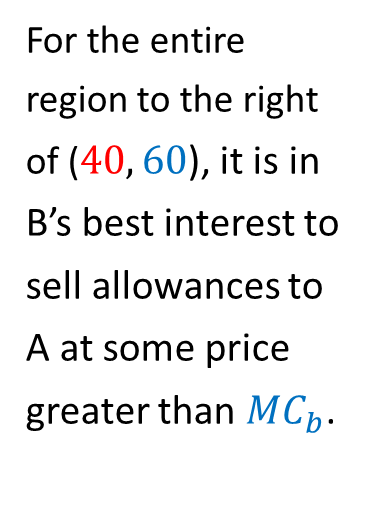 For the entire
region to the right
of (40, 60), it is in
B’s best interest to
sell allowances to
A at some price
greater than MC_b.